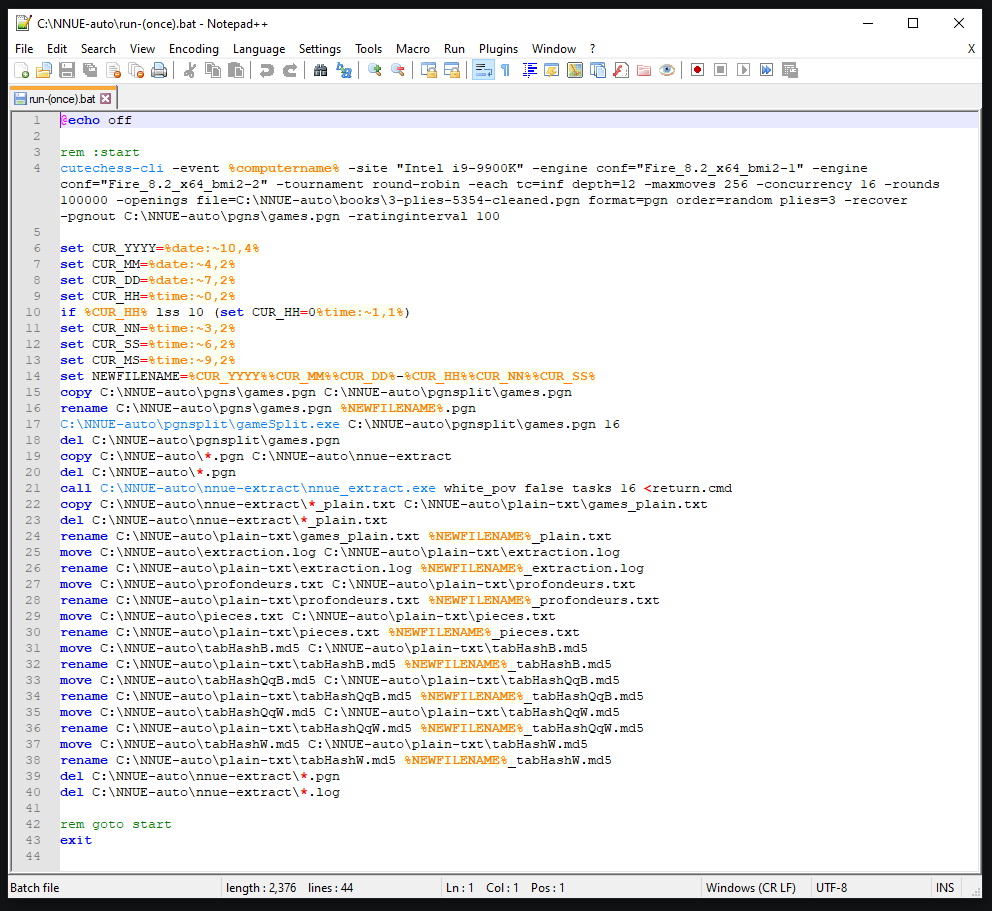 C:\NNUE-auto\run-(once).bat - Notepad++
File Edit Search View Encoding Language Settings Tools Macro Run Plugins Window ? X
run-(once).bat
1 @echo off
2
3 rem :start
4 cutechess-cli -event %computername% -site "Intel i9-9900K" -engine conf="Fire_8.2_x64_bmi2-1" -engine
conf="Fire_8.2_x64_bmi2-2" -tournament round-robin -each tc=inf depth=12 -maxmoves 256 -concurrency 16 -rounds
100000 -openings file=C:\NNUE-auto\books\3-plies-5354-cleaned.pgn format=pgn order=random plies=3 -recover
-pgnout C:\NNUE-auto\pgns\games.pgn -ratinginterval 100
5
6 set CUR_YYYY=%date:~10,4%
7 set CUR_MM=%date:~4,2%
8 set CUR_DD=%date:~7,2%
9 set CUR_HH=%time:~0,2%
10 if %CUR_HH% lss 10 (set CUR_HH=0%time:~1,1%)
11 set CUR_NN=%time:~3,2%
12 set CUR_SS=%time:~6,2%
13 set CUR_MS=%time:~9,2%
14 set NEWFILENAME=%CUR_YYYY%%CUR_MM%%CUR_DD%-%CUR_HH%%CUR_NN%%CUR_SS%
15 copy C:\NNUE-auto\pgns\games.pgn C:\NNUE-auto\pgnsplit\games.pgn
16 rename C:\NNUE-auto\pgns\games.pgn %NEWFILENAME%.pgn
17 C:\NNUE-auto\pgnsplit\gameSplit.exe C:\NNUE-auto\pgnsplit\games.pgn 16
18 del C:\NNUE-auto\pgnsplit\games.pgn
19 copy C:\NNUE-auto\*.pgn C:\NNUE-auto\nnue-extract
20 del C:\NNUE-auto\*.pgn
21 call C:\NNUE-auto\nnue-extract\nnue_extract.exe white_pov false tasks 16 <return.cmd
22 copy C:\NNUE-auto\nnue-extract\*_plain.txt C:\NNUE-auto\plain-txt\games_plain.txt
23 del C:\NNUE-auto\nnue-extract\*_plain.txt
24 rename C:\NNUE-auto\plain-txt\games_plain.txt %NEWFILENAME%_plain.txt
25 move C:\NNUE-auto\extraction.log C:\NNUE-auto\plain-txt\extraction.log
26 rename C:\NNUE-auto\plain-txt\extraction.log %NEWFILENAME%_extraction.log
27 move C:\NNUE-auto\profondeurs.txt C:\NNUE-auto\plain-txt\profondeurs.txt
28 rename C:\NNUE-auto\plain-txt\profondeurs.txt %NEWFILENAME%_profondeurs.txt
29 move C:\NNUE-auto\pieces.txt C:\NNUE-auto\plain-txt\pieces.txt
30 rename C:\NNUE-auto\plain-txt\pieces.txt %NEWFILENAME%_pieces.txt
31 move C:\NNUE-auto\tabHashB.md5 C:\NNUE-auto\plain-txt\tabHashB.md5
32 rename C:\NNUE-auto\plain-txt\tabHashB.md5 %NEWFILENAME%_tabHashB.md5
33 move C:\NNUE-auto\tabHashQqB.md5 C:\NNUE-auto\plain-txt\tabHashQqB.md5
34 rename C:\NNUE-auto\plain-txt\tabHashQqB.md5 %NEWFILENAME%_tabHashQqB.md5
35 move C:\NNUE-auto\tabHashQqW.md5 C:\NNUE-auto\plain-txt\tabHashQqW.md5
36 rename C:\NNUE-auto\plain-txt\tabHashQqW.md5 %NEWFILENAME%_tabHashQqW.md5
37 move C:\NNUE-auto\tabHashW.md5 C:\NNUE-auto\plain-txt\tabHashW.md5
38 rename C:\NNUE-auto\plain-txt\tabHashW.md5 %NEWFILENAME%_tabHashW.md5
39 del C:\NNUE-auto\nnue-extract\*.pgn
40 del C:\NNUE-auto\nnue-extract\*.log
41
42 rem goto start
43 exit
44
Batch file length : 2,376 lines : 44 Ln : 1 Col : 1 Pos : 1 Windows (CR LF) UTF-8 INS